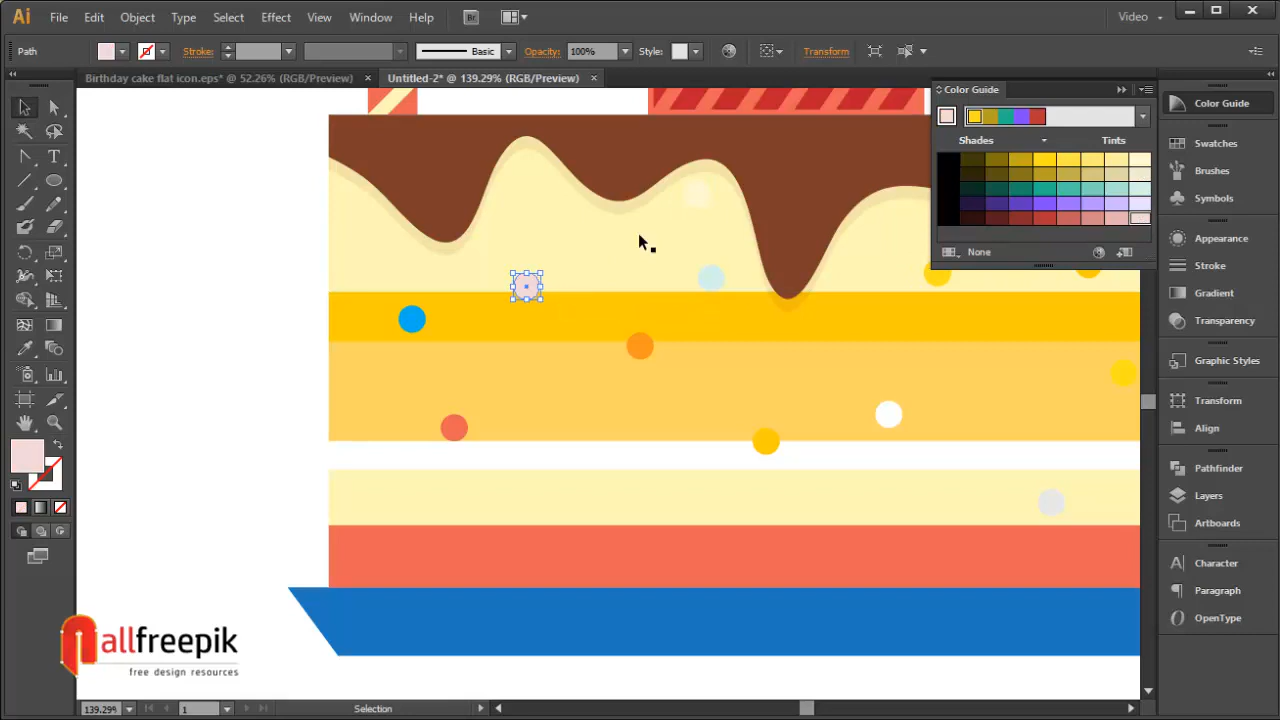 Ai File Edit Object Type Select Effect View Window Help Br Video
Path Stroke: Basic Opacity: 100% Style: Transform
Birthday cake flat icon.eps* @ 52.26% (RGB/Preview) × Untitled-2* @ 139.29% (RGB/Preview) ×
Color Guide
Shades Tints
None
Color Guide
Swatches
Brushes
Symbols
Appearance
Stroke
Gradient
Transparency
Graphic Styles
Transform
Align
Pathfinder
Layers
Artboards
Character
Paragraph
OpenType
allfreepik
free design resources
139.29% 1 Selection